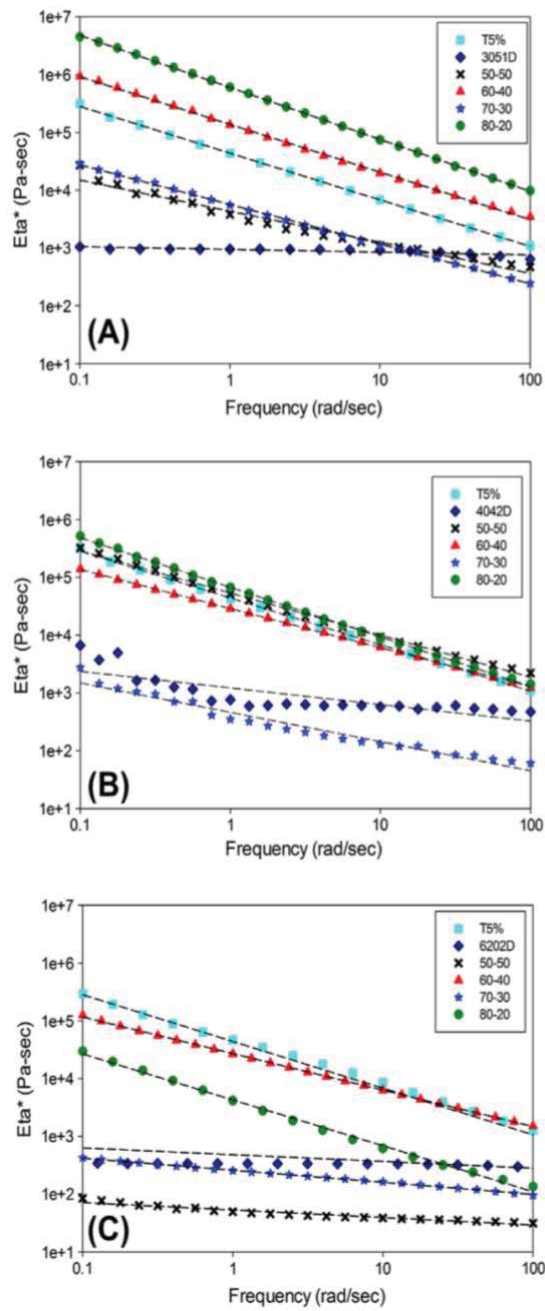 1e+7
1e+6
1e+5
1e+4
1e+3
1e+2
1e+1
Eta* (Pa-sec)
T5%
3051D
50-50
60-40
70-30
80-20
(A)
0.1 1 10 100
Frequency (rad/sec)
1e+7
1e+6
1e+5
1e+4
1e+3
1e+2
1e+1
Eta* (Pa-sec)
T5%
4042D
50-50
60-40
70-30
80-20
(B)
0.1 1 10 100
Frequency (rad/sec)
1e+7
1e+6
1e+5
1e+4
1e+3
1e+2
1e+1
Eta* (Pa-sec)
T5%
6202D
50-50
60-40
70-30
80-20
(C)
0.1 1 10 100
Frequency (rad/sec)